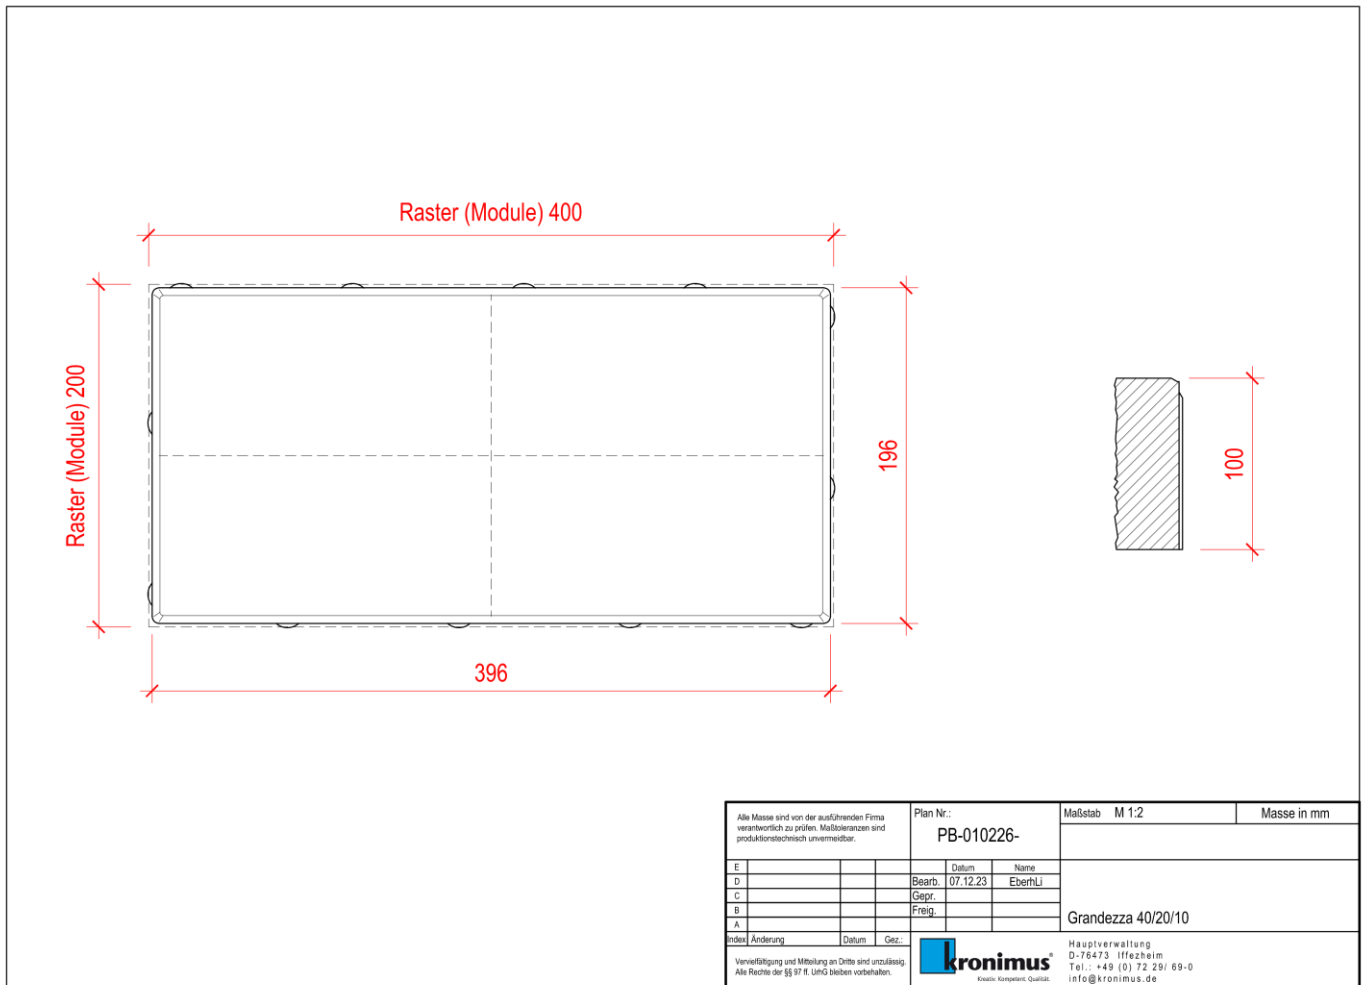 Raster (Module) 400
Raster (Module) 200
196
100
396
Alle Masse sind von der ausführenden Firma
verantwortlich zu prüfen. Maßtoleranzen sind
produktionstechnisch unvermeidbar.
Plan Nr.:
PB-010226-
Maßstab M 1:2
Masse in mm
E
D
C
B
A
Index Änderung Datum Gez.:
Datum Name
Bearb. 07.12.23 EberhLi
Gepr.
Freig.
Grandezza 40/20/10
Vervielfältigung und Mitteilung an Dritte sind unzulässig.
Alle Rechte der §§ 97 ff. UrhG bleiben vorbehalten.
kronimus®
Kreativ. Kompetent. Qualität.
Hauptverwaltung
D-76473 Iffezheim
Tel.: +49 (0) 72 29/ 69-0
info@kronimus.de